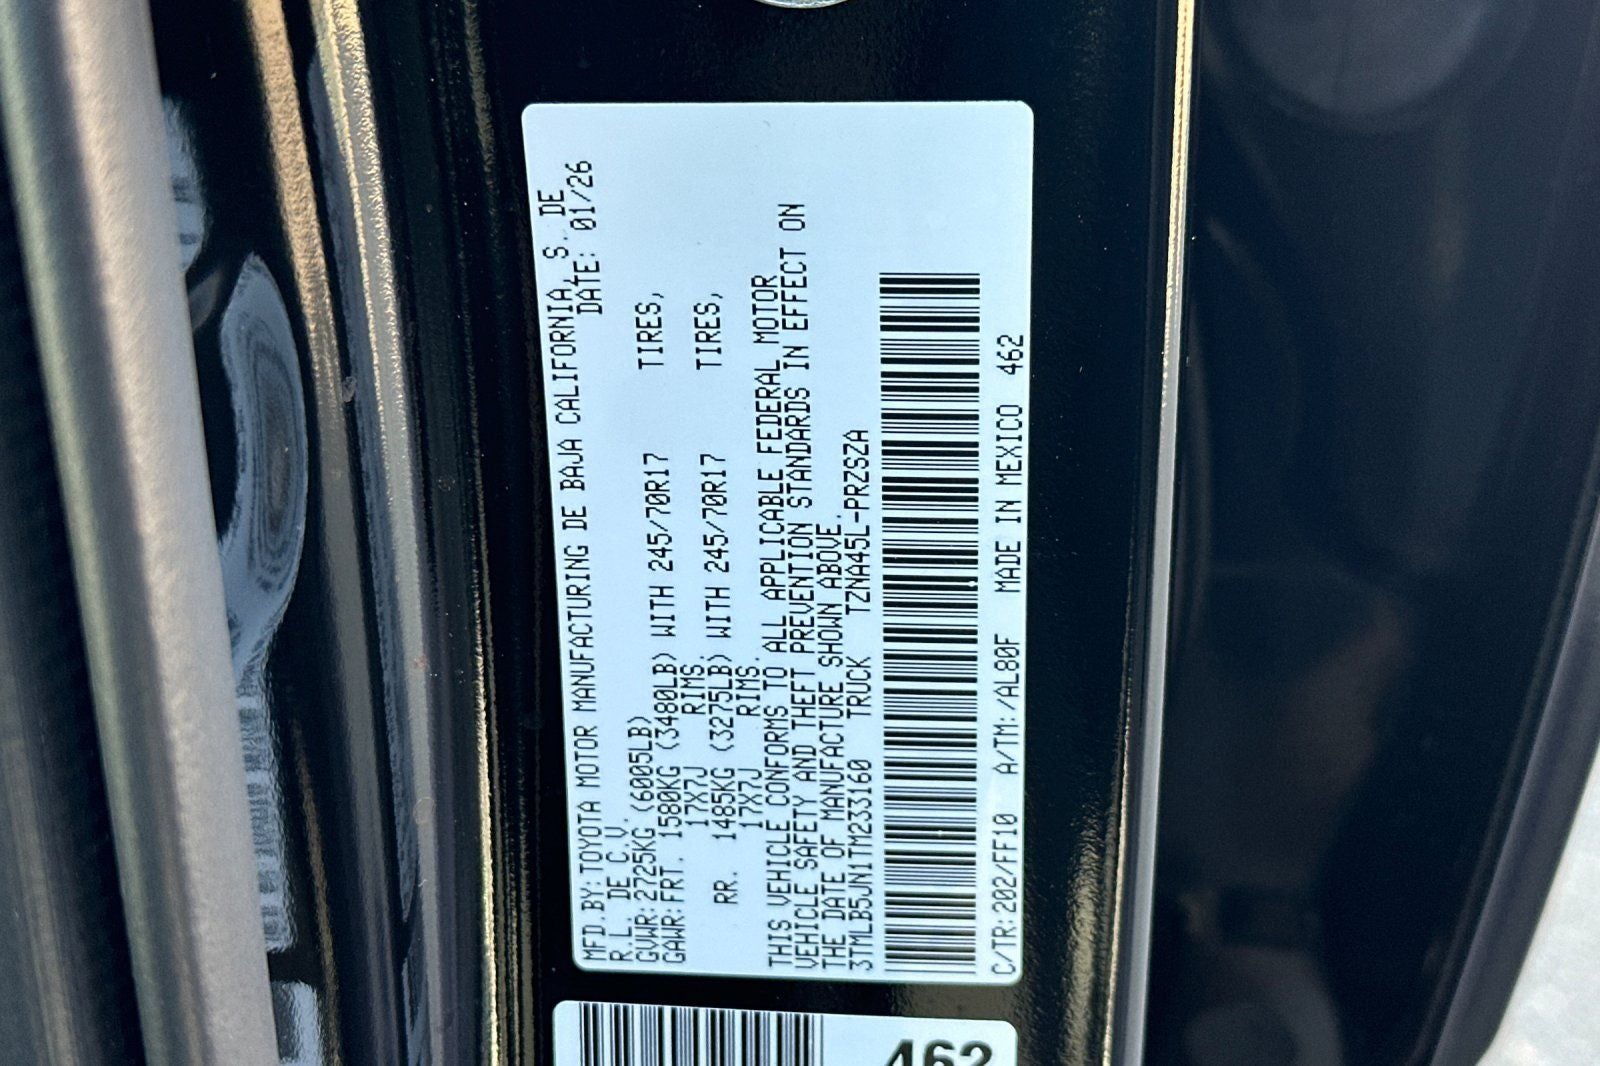 MFD.BY:TOYOTA MOTOR MANUFACTURING DE BAJA CALIFORNIA, S. DE
R.L. DE C.V. DATE: 01/26
GVWR:2725KG(6005LB)
GAWR:FRT. 1580KG (3480LB) WITH 245/70R17 TIRES,
17X7J RIMS.
RR. 1485KG (3275LB) WITH 245/70R17 TIRES,
17X7J RIMS.
THIS VEHICLE CONFORMS TO ALL APPLICABLE FEDERAL MOTOR
VEHICLE SAFETY AND THEFT PREVENTION STANDARDS IN EFFECT ON
THE DATE OF MANUFACTURE SHOWN ABOVE.
3TMLB5JN1TM233160 TRUCK TZNA45L-PRZSZA
C/TR:202/FF10 A/TM:/AL80F MADE IN MEXICO 462
462